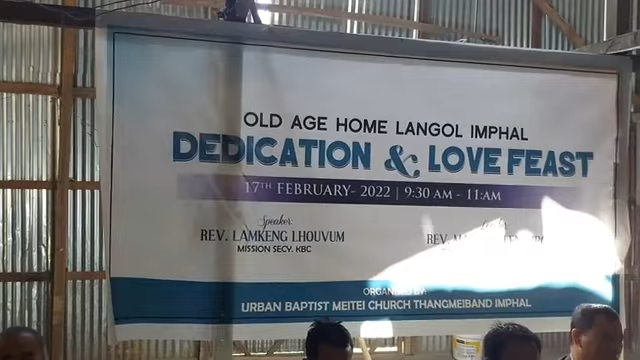 OLD AGE HOME LANGOL IMPHAL
DEDICATION & LOVE FEAST
17TH FEBRUARY- 2022 | 9:30 AM - 11:AM
Speaker:
REV. LAMKENG LHOUVUM
REV.
MISSION SECY. KBC
ORGANISED BY:
URBAN BAPTIST MEITEI CHURCH THANGMEIBAND IMPHAL